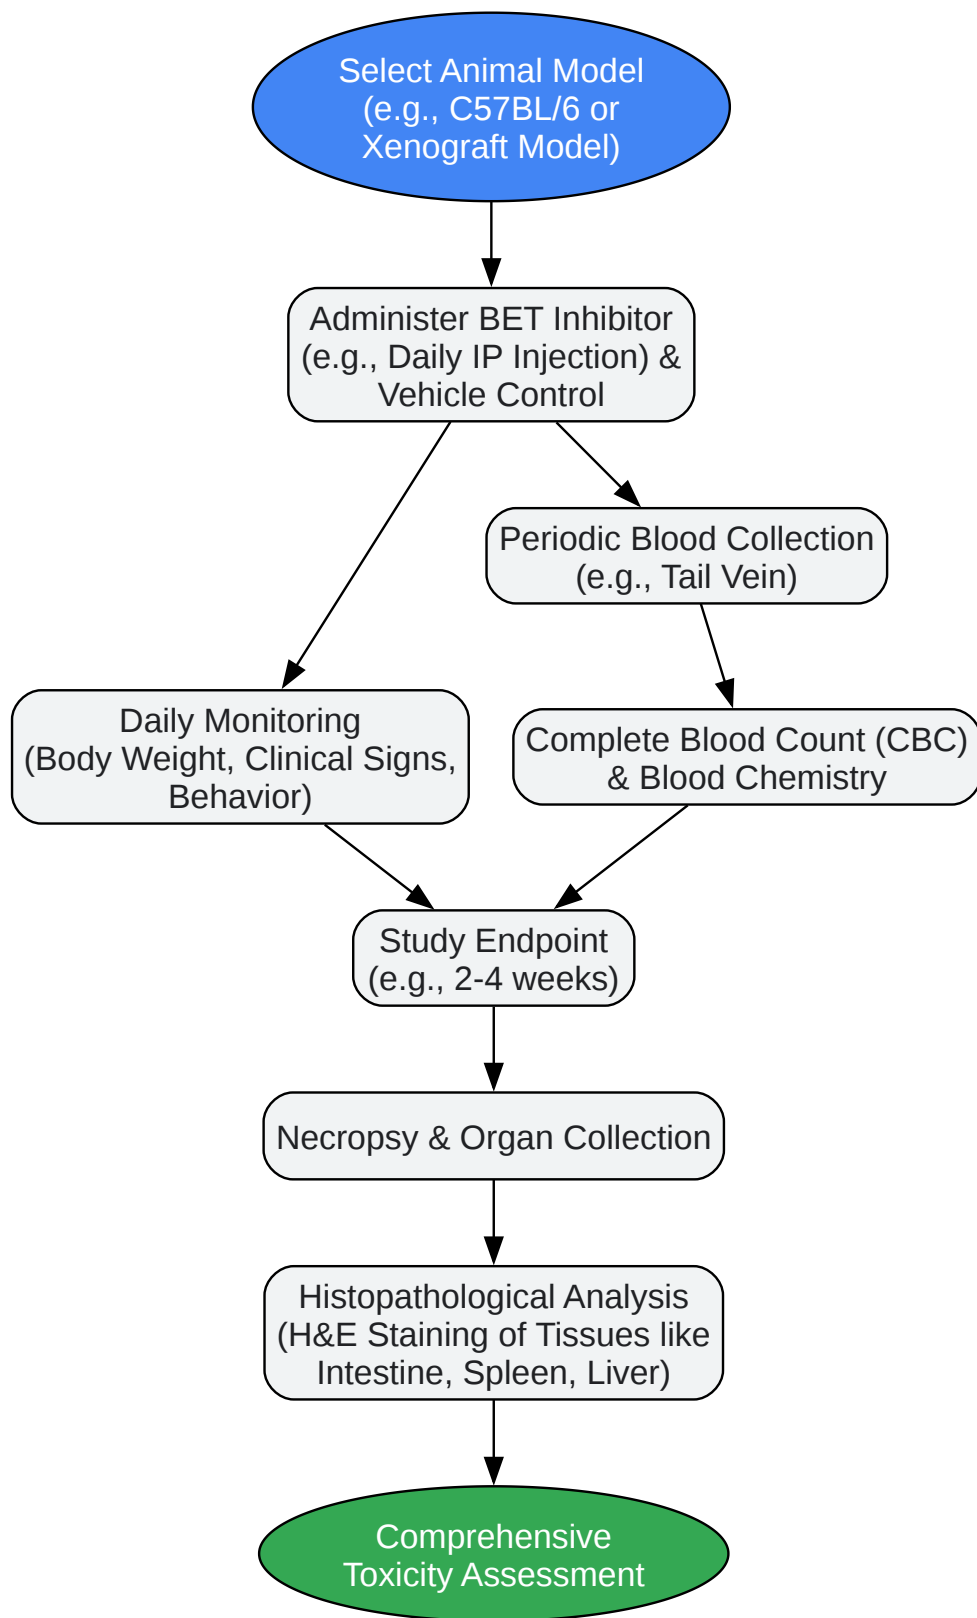 Select Animal Model
(e.g., C57BL/6 or
Xenograft Model)
Administer BET Inhibitor
(e.g., Daily IP Injection) &
Vehicle Control
Periodic Blood Collection
(e.g., Tail Vein)
Daily Monitoring
(Body Weight, Clinical Signs,
Behavior)
Complete Blood Count (CBC)
& Blood Chemistry
Study Endpoint
(e.g., 2-4 weeks)
Necropsy & Organ Collection
Histopathological Analysis
(H&E Staining of Tissues like
Intestine, Spleen, Liver)
Comprehensive
Toxicity Assessment